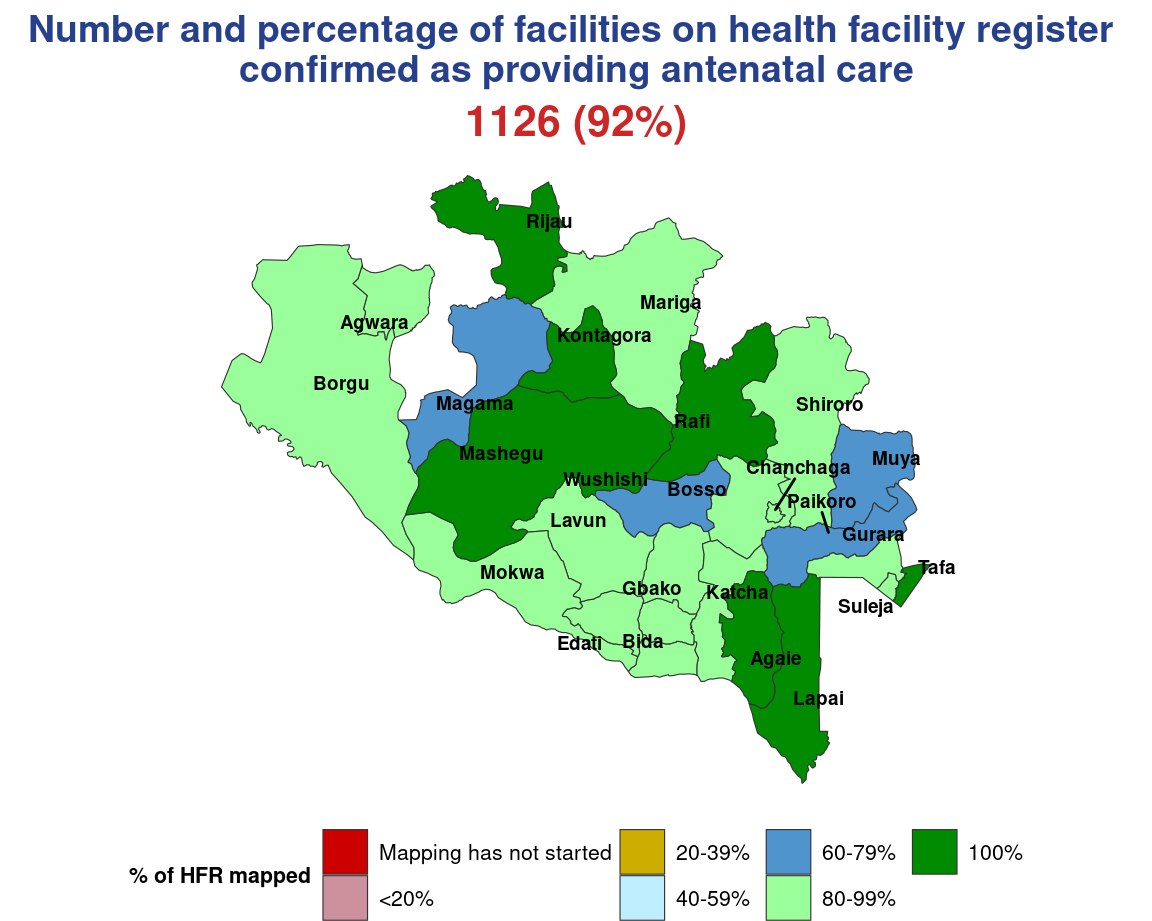 Number and percentage of facilities on health facility register
confirmed as providing antenatal care
1126 (92%)
Rijau
Mariga
Agwara
Kontagora
Borgu
Magama
Shiroro
Rafi
Mashegu
Muya
Chanchaga
Wushishi
Bosso
Paikoro
Lavun
Gurara
Tafa
Mokwa
Gbako
Katcha
Suleja
Edati
Bida
Agaie
Lapai
% of HFR mapped
Mapping has not started
<20%
20-39%
40-59%
60-79%
80-99%
100%